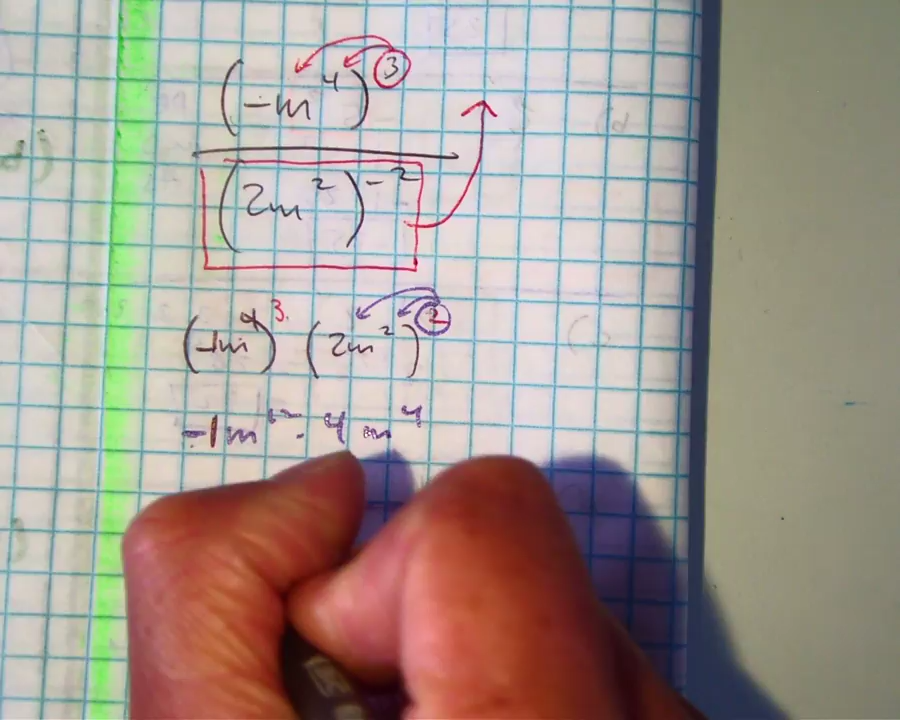 (-m⁴)³
(2m²)⁻²
(-1m⁴)³ (2m²)²
-1m¹² · 4m⁴